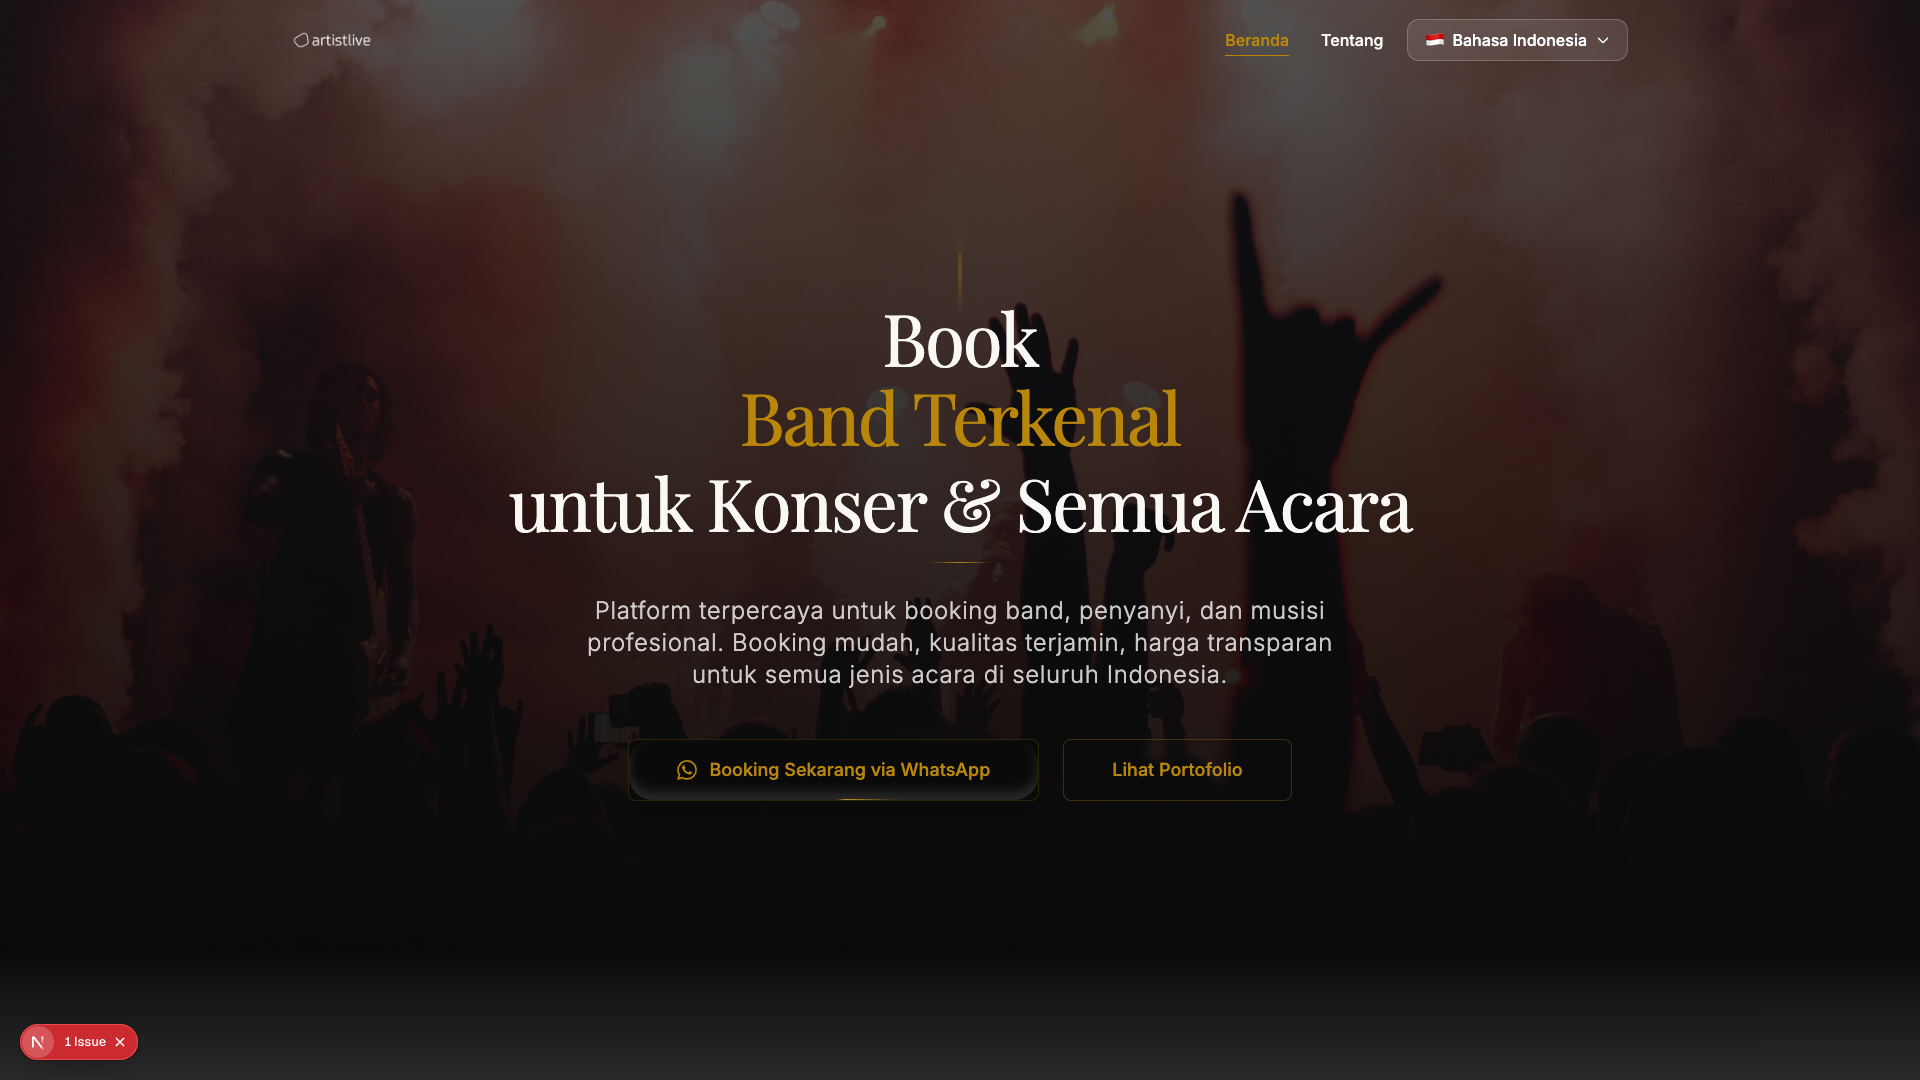 artistlive
Beranda
Tentang
Bahasa Indonesia
Book
Band Terkenal
untuk Konser & Semua Acara
Platform terpercaya untuk booking band, penyanyi, dan musisi
profesional. Booking mudah, kualitas terjamin, harga transparan
untuk semua jenis acara di seluruh Indonesia.
Booking Sekarang via WhatsApp
Lihat Portofolio
N 1 Issue